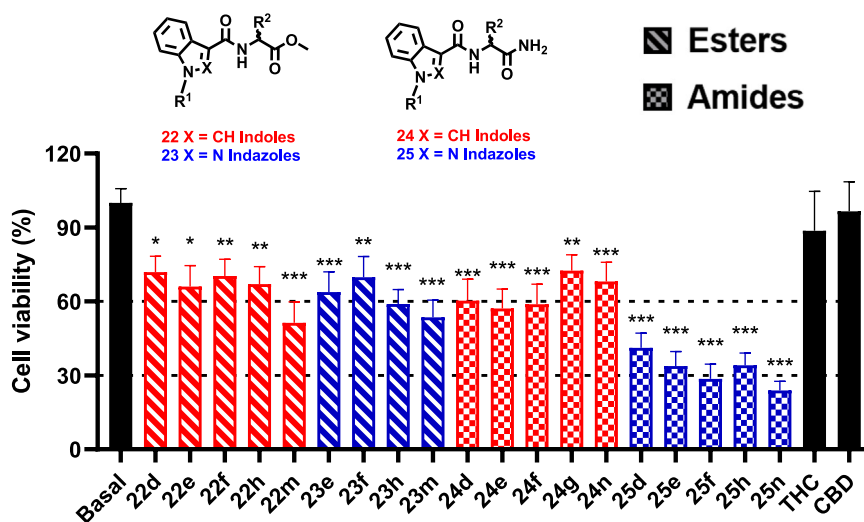 R²
O
N
H
O
O
N
X
R¹
R²
O
NH₂
N
H
O
N
X
R¹
Esters
Amides
22 X = CH Indoles
23 X = N Indazoles
24 X = CH Indoles
25 X = N Indazoles
Cell viability (%)
120
90
60
30
0
* * ** ** *** *** ** *** *** *** *** *** ** *** *** *** *** *** ***
Basal 22d 22e 22f 22h 22m 23e 23f 23h 23m 24d 24e 24f 24g 24n 25d 25e 25f 25h 25n THC CBD